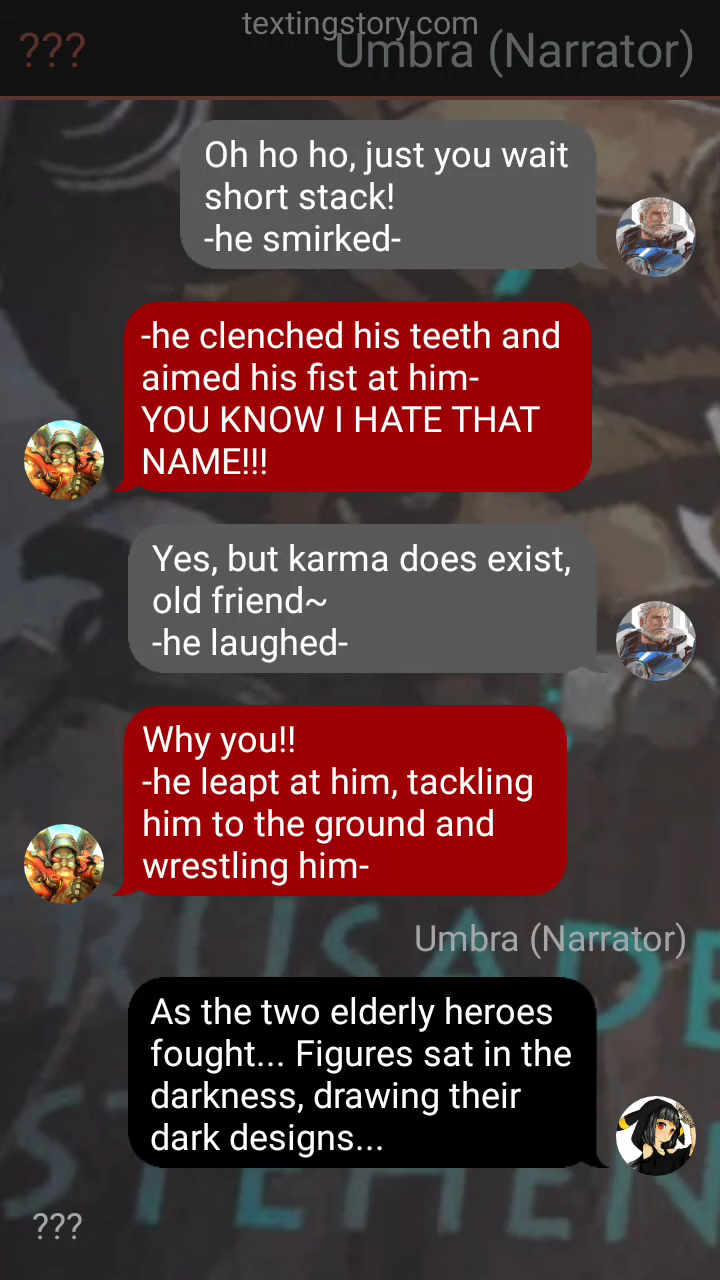 textingstory.com
???
Umbra (Narrator)
Oh ho ho, just you wait
short stack!
-he smirked-
-he clenched his teeth and
aimed his fist at him-
YOU KNOW I HATE THAT
NAME!!!
Yes, but karma does exist,
old friend~
-he laughed-
Why you!!
-he leapt at him, tackling
him to the ground and
wrestling him-
Umbra (Narrator)
As the two elderly heroes
fought... Figures sat in the
darkness, drawing their
dark designs...
???